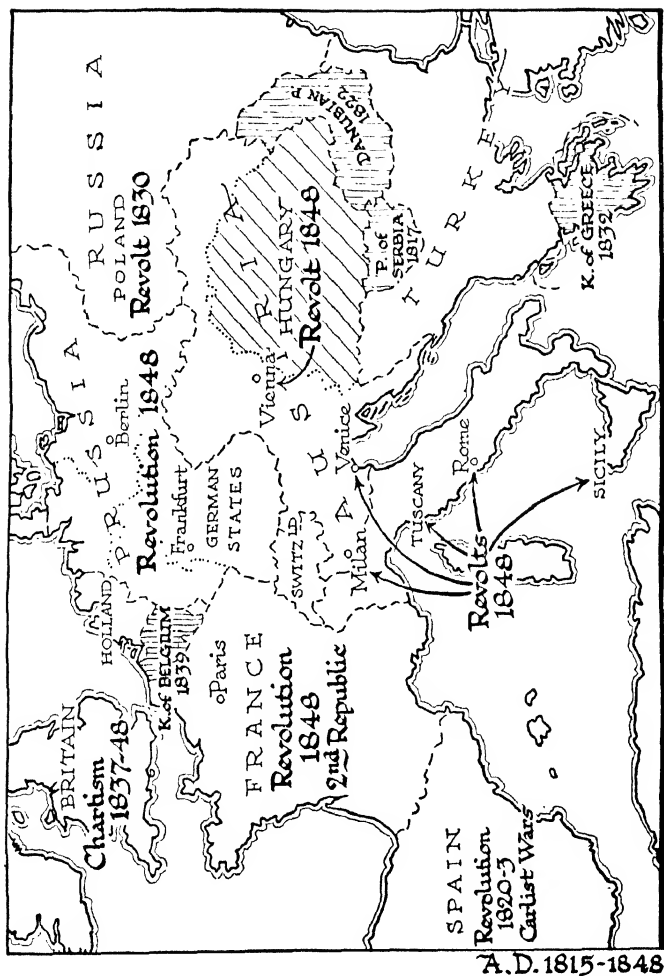 BRITAIN
Chartism
1837-48
HOLLAND
K. of BELGIUM
1839
PRUSSIA
Berlin
Revolution 1848
Frankfurt
GERMAN
STATES
RUSSIA
POLAND
Revolt 1830
Paris
FRANCE
Revolution
1848
2nd Republic
SWITZ LD
AUSTRIA
Vienna
HUNGARY
Revolt 1848
DANUBIAN P.
1822
P. of
SERBIA
1817
TURKEY
K. of GREECE
1832
Milan
Venice
TUSCANY
Rome
SICILY
Revolts
1848
SPAIN
Revolution
1820-3
Carlist Wars
A.D. 1815-1848